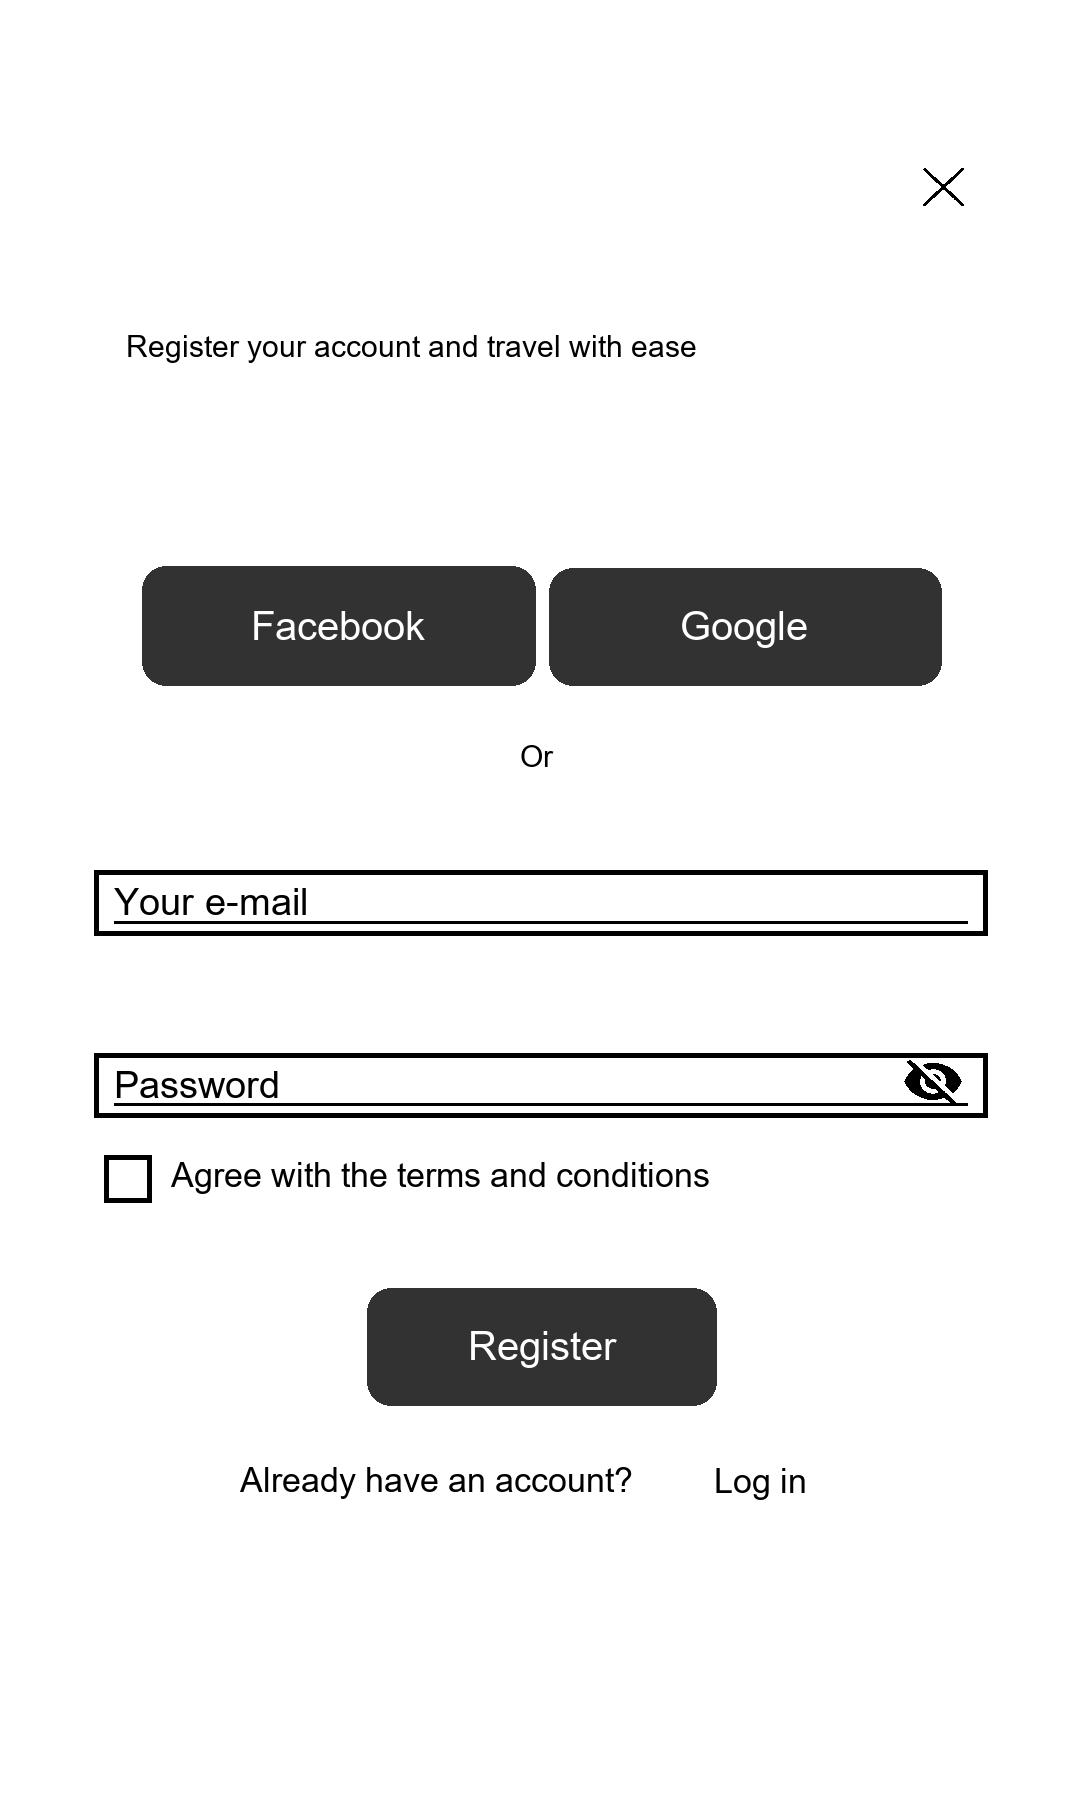 Register your account and travel with ease
Facebook
Google
Or
Your e-mail
Password
Agree with the terms and conditions
Register
Already have an account?
Log in